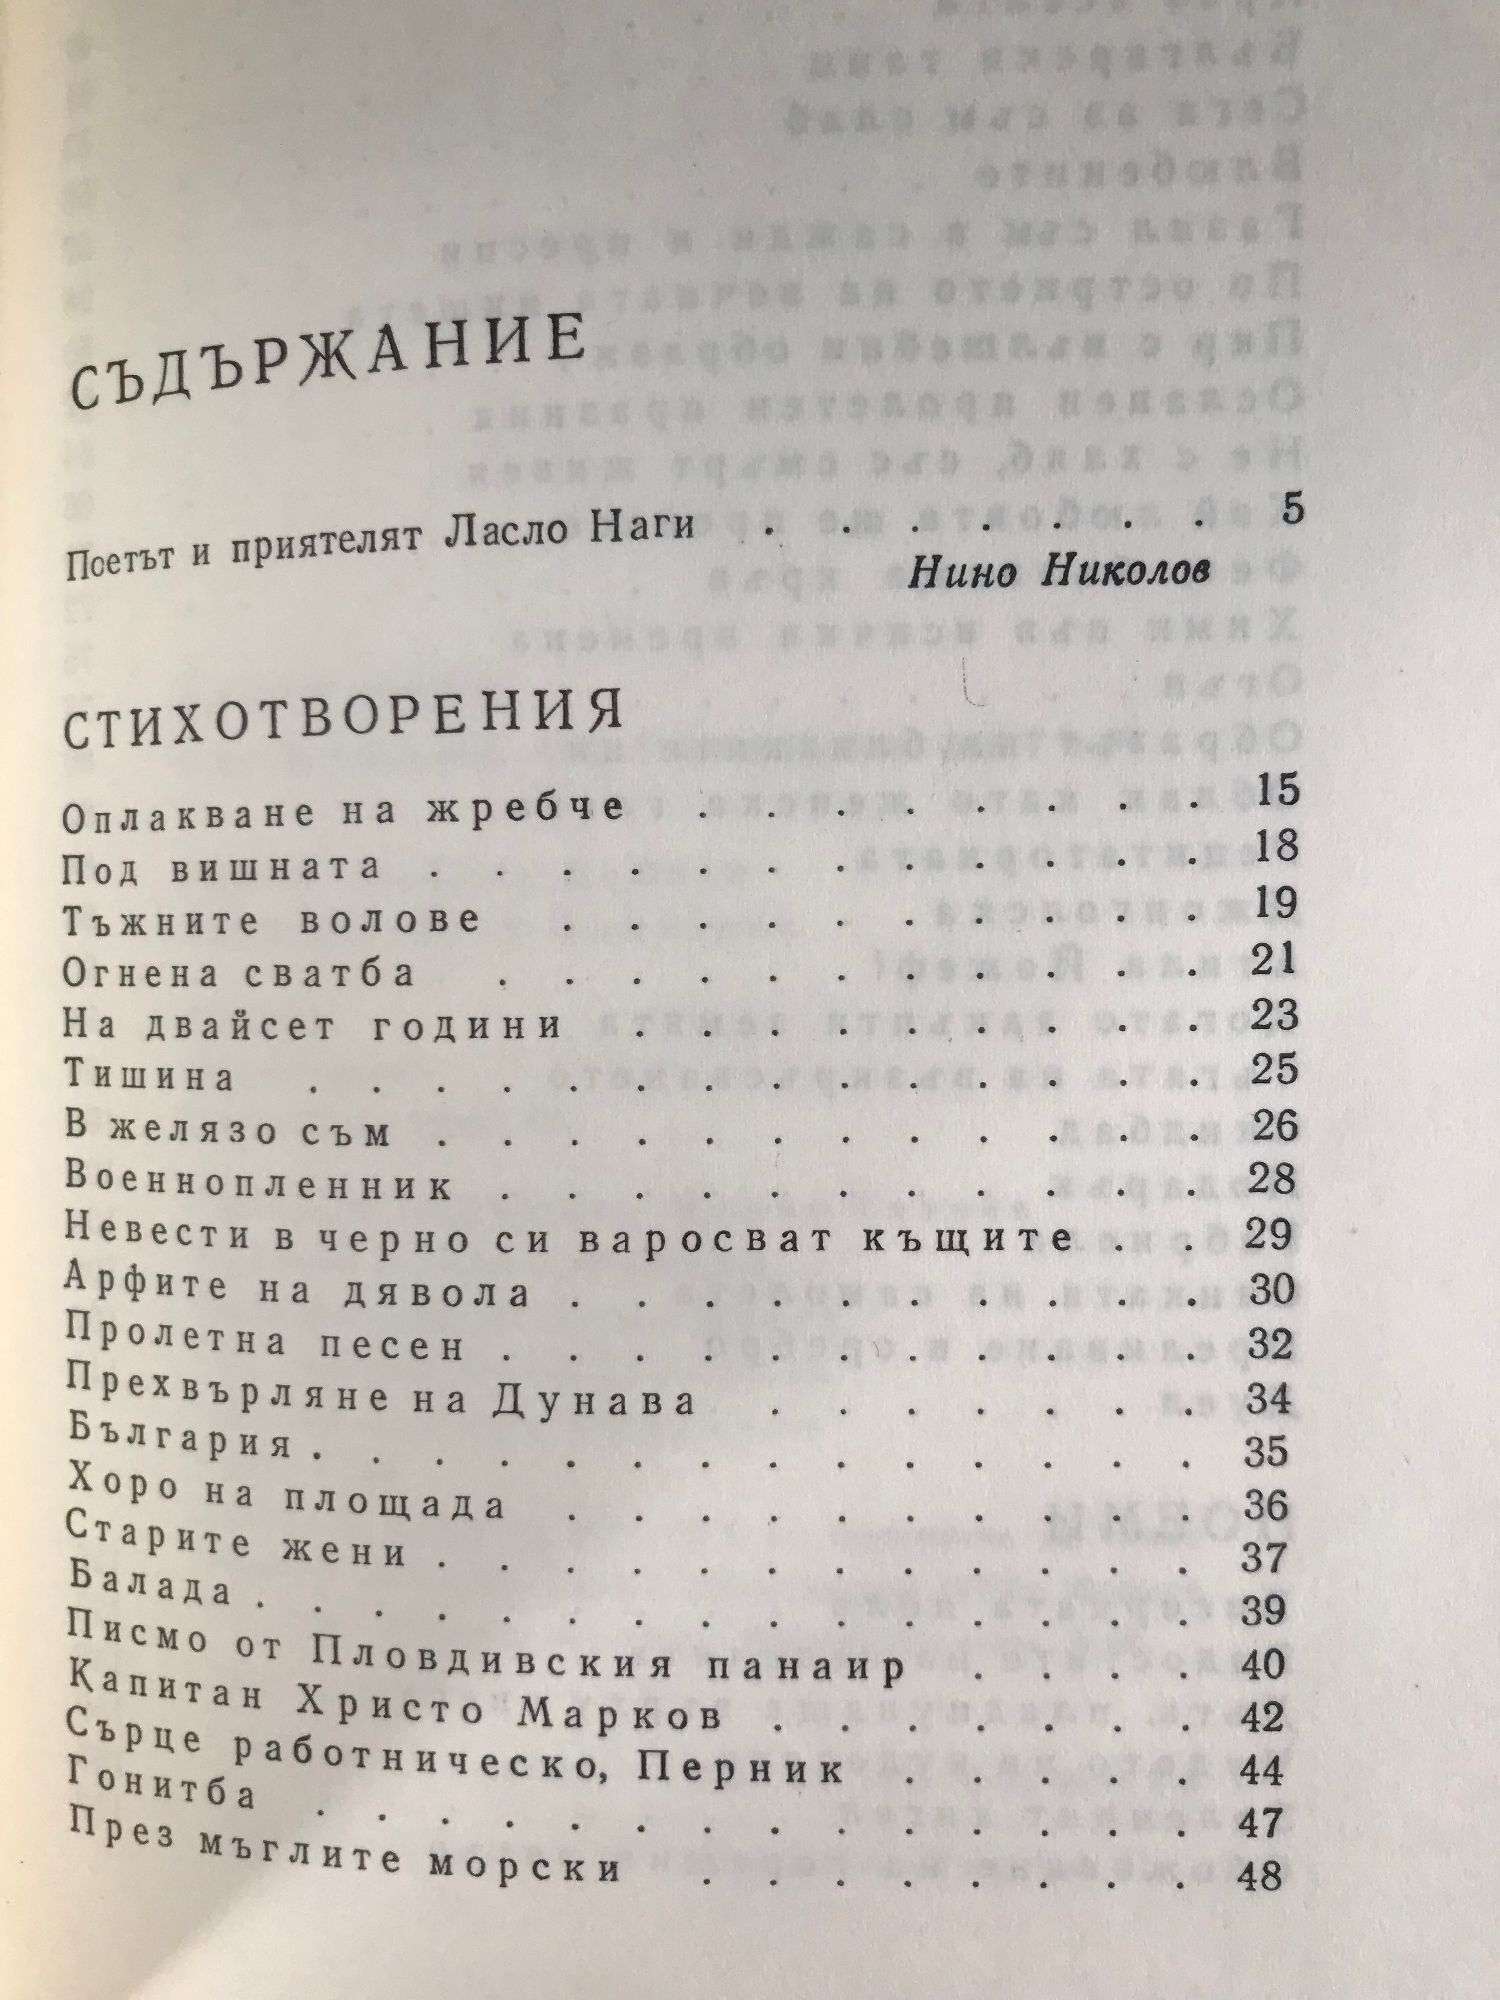 СЪДЪРЖАНИЕ
Поетът и приятелят Ласло Наги . . . . . . . 5
Нино Николов
СТИХОТВОРЕНИЯ
Оплакване на жребче . . . . . . . . 15
Под вишната . . . . . . . . . . . . 18
Тъжните волове . . . . . . . . . . 19
Огнена сватба . . . . . . . . . . . 21
На двайсет години . . . . . . . . . 23
Тишина . . . . . . . . . . . . . . 25
В желязо съм . . . . . . . . . . . . 26
Военнопленник . . . . . . . . . . . 28
Невести в черно си варосват къщите . . 29
Арфите на дявола . . . . . . . . . . 30
Пролетна песен . . . . . . . . . . . 32
Прехвърляне на Дунава . . . . . . . 34
България . . . . . . . . . . . . . . 35
Хоро на площада . . . . . . . . . . 36
Старите жени . . . . . . . . . . . . 37
Балада . . . . . . . . . . . . . . . 39
Писмо от Пловдивския панаир . . . . 40
Капитан Христо Марков . . . . . . . 42
Сърце работническо, Перник . . . . . 44
Гонитба . . . . . . . . . . . . . . 47
През мъглите морски . . . . . . . . 48